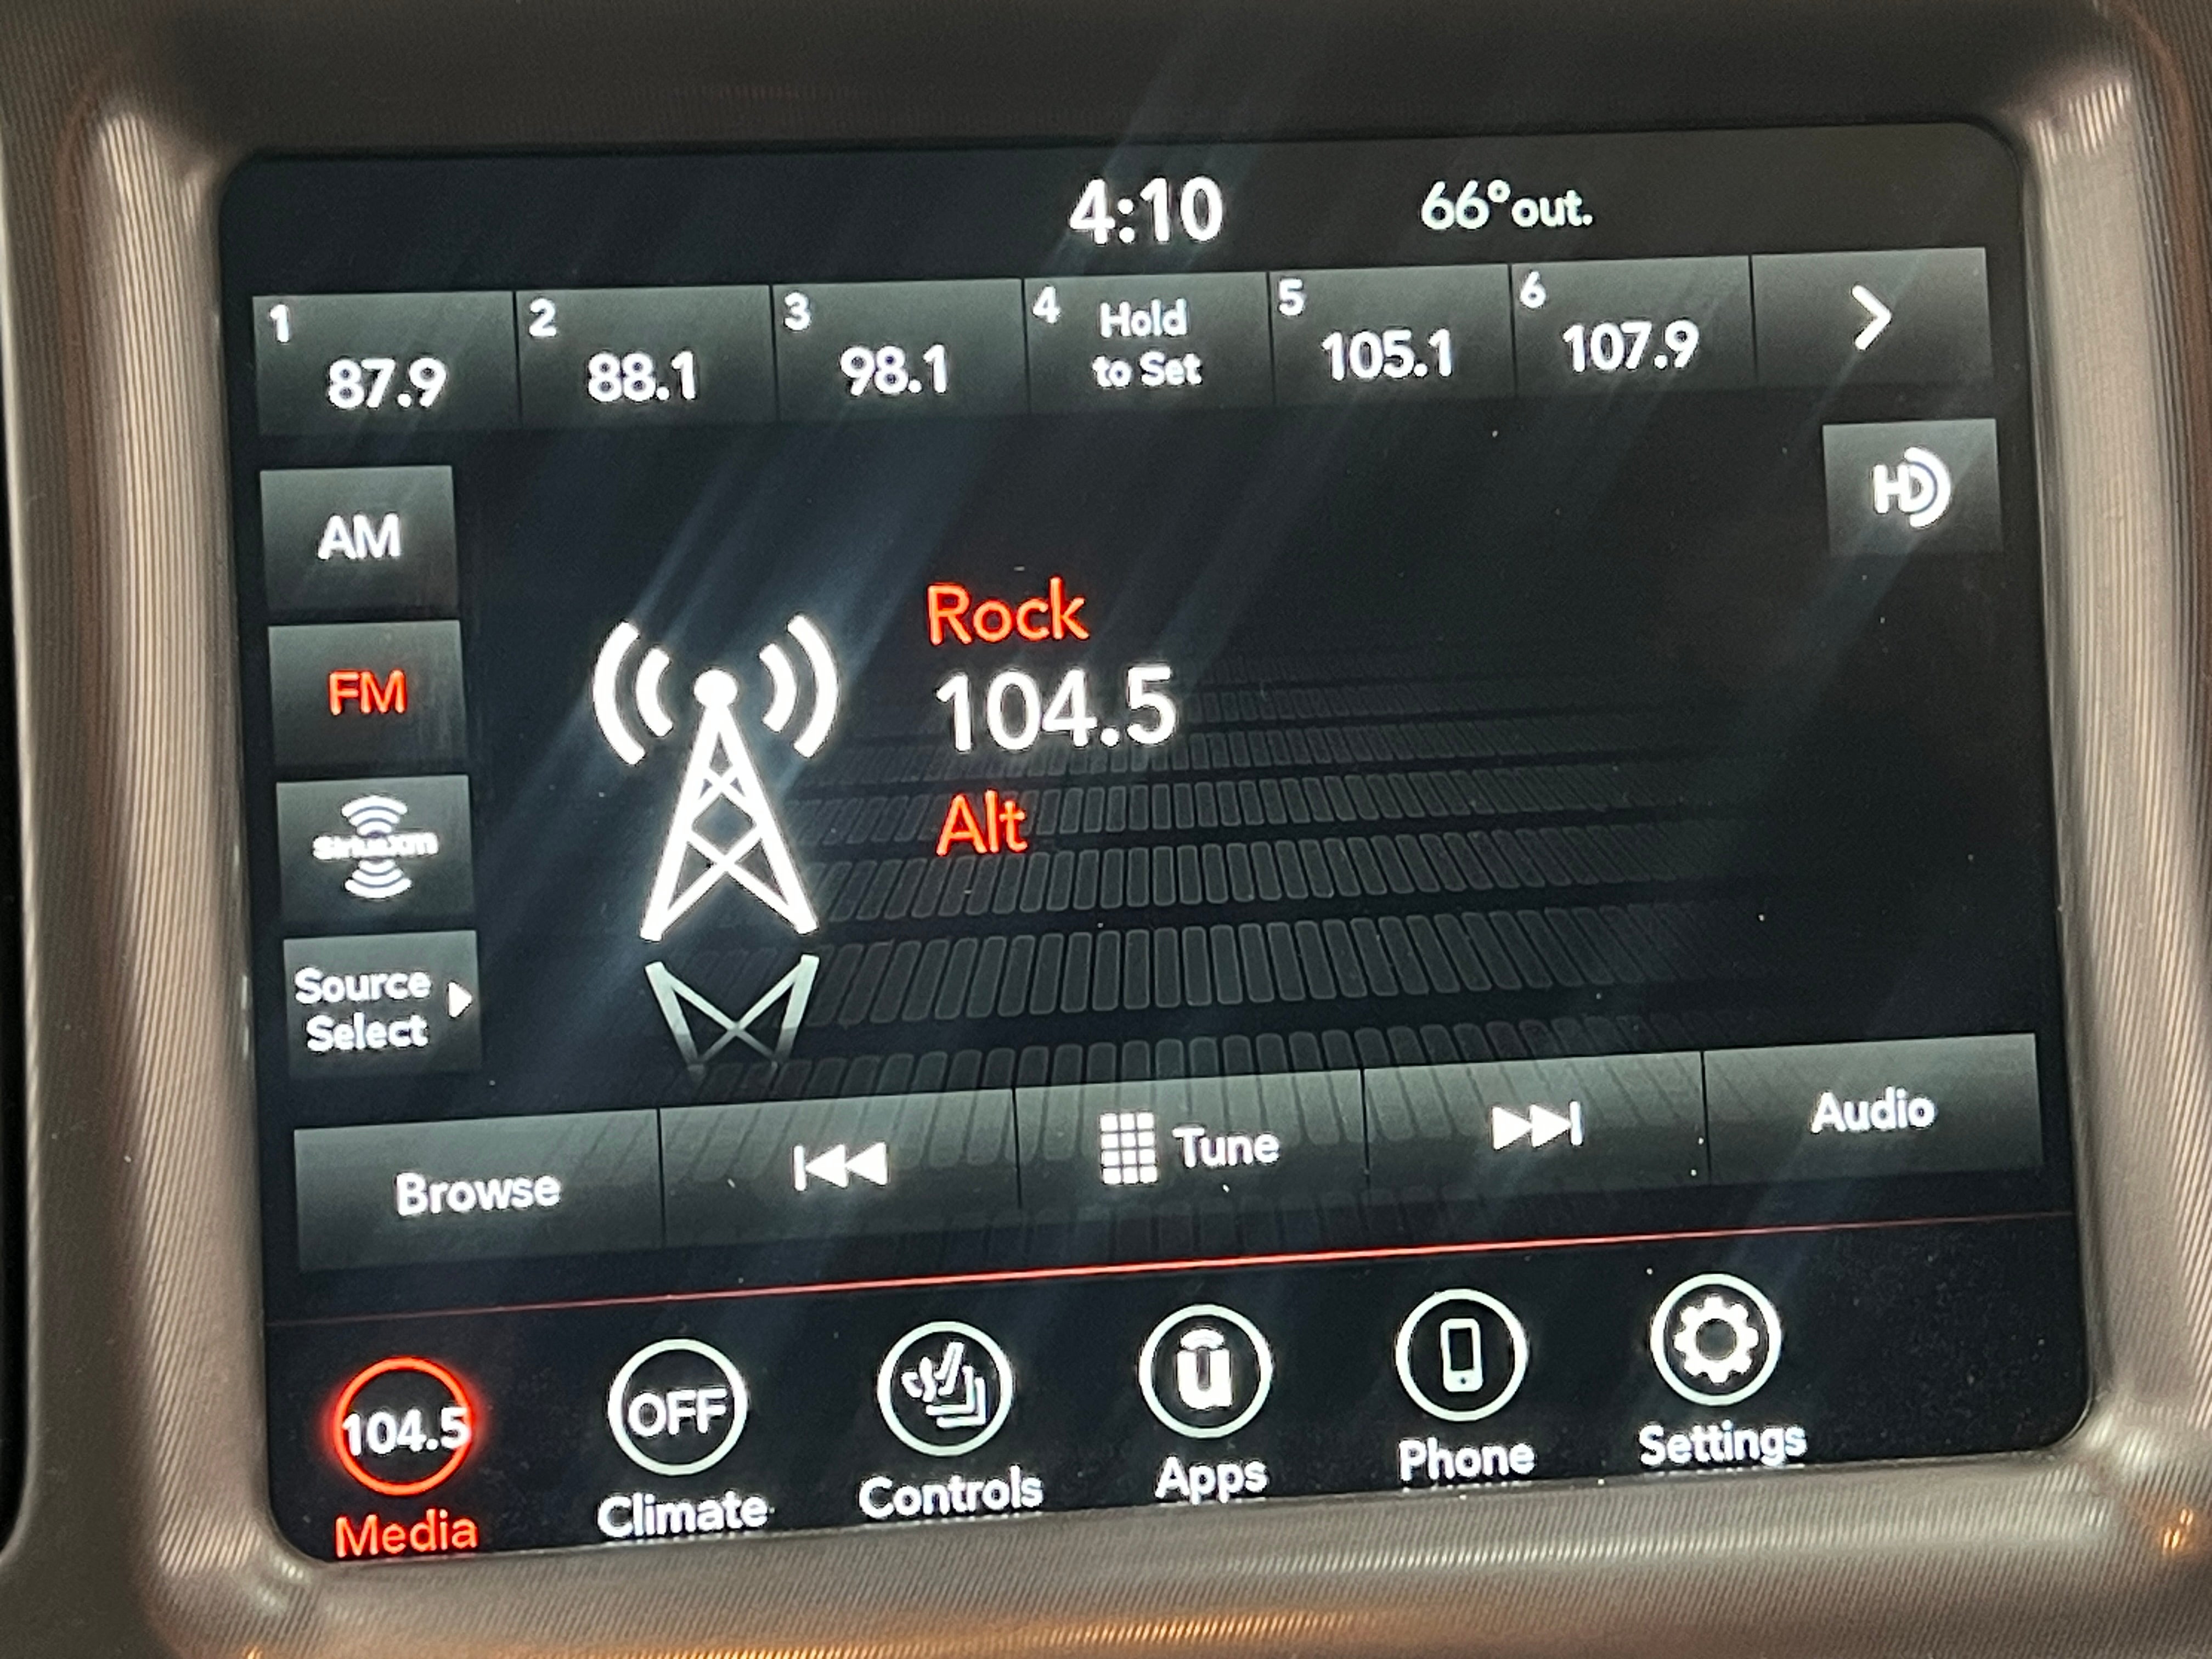 4:10
66°out.
1
87.9
2
88.1
3
98.1
4
Hold
to Set
5
105.1
6
107.9
HD
AM
FM
SiriusXM
Source
Select
Rock
104.5
Alt
Browse
Tune
Audio
104.5
Media
OFF
Climate
Controls
u
Apps
Phone
Settings